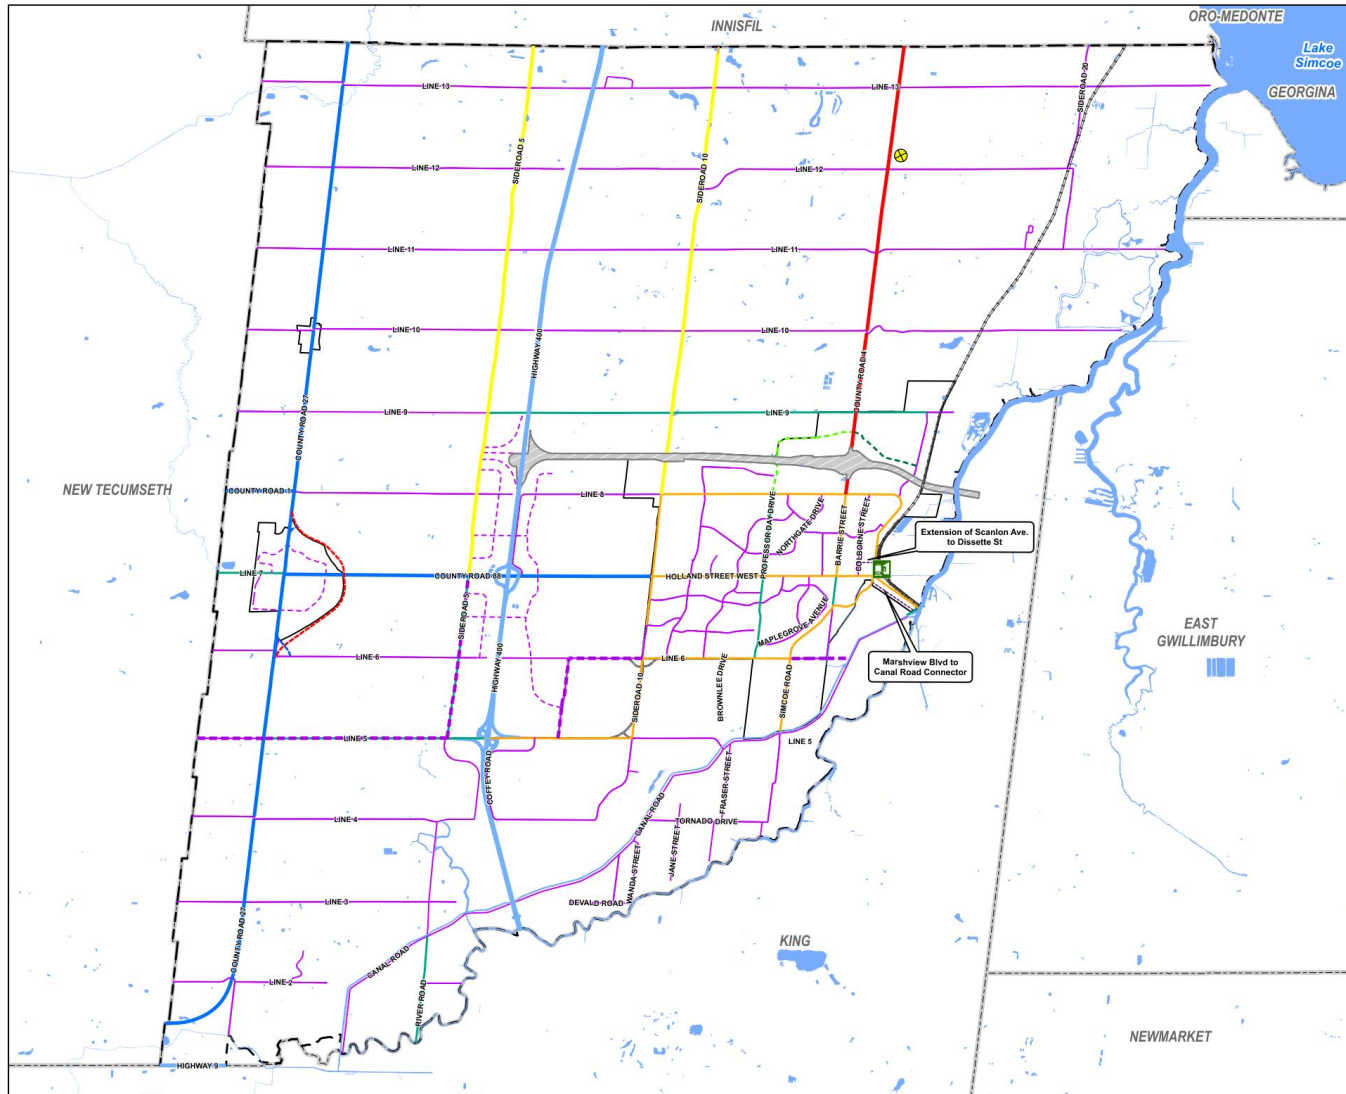 INNISFIL
ORO-MEDONTE
Lake
Simcoe
GEORGINA
LINE 13
LINE 13
SIDEROAD 20
SIDEROAD 5
SIDEROAD 10
LINE 12
LINE 12
LINE 11
LINE 11
LINE 10
LINE 10
HIGHWAY 400
COUNTY ROAD 4
COUNTY ROAD 27
LINE 9
LINE 9
NEW TECUMSETH
COUNTY ROAD 1
LINE 8
PROFESSOR DAY DRIVE
NORTHGATE DRIVE
BARRIE STREET
COLBORNE STREET
Extension of Scanlon Ave.
to Dissette St
LINE 7
COUNTY ROAD 88
HOLLAND STREET WEST
SIDEROAD 5
MAPLEGROVE AVENUE
EAST
GWILLIMBURY
LINE 6
HIGHWAY 400
LINE 6
SIDEROAD 10
BROWNLEE DRIVE
SIMCOE ROAD
Marshview Blvd to
Canal Road Connector
LINE 5
LINE 5
COFFEY ROAD
FRASER STREET
CANAL ROAD
LINE 4
TORNADO DRIVE
JANE STREET
WANDA STREET
LINE 3
DEVALD ROAD
COUNTY ROAD 27
CANAL ROAD
KING
LINE 2
RIVER ROAD
NEWMARKET
HIGHWAY 9